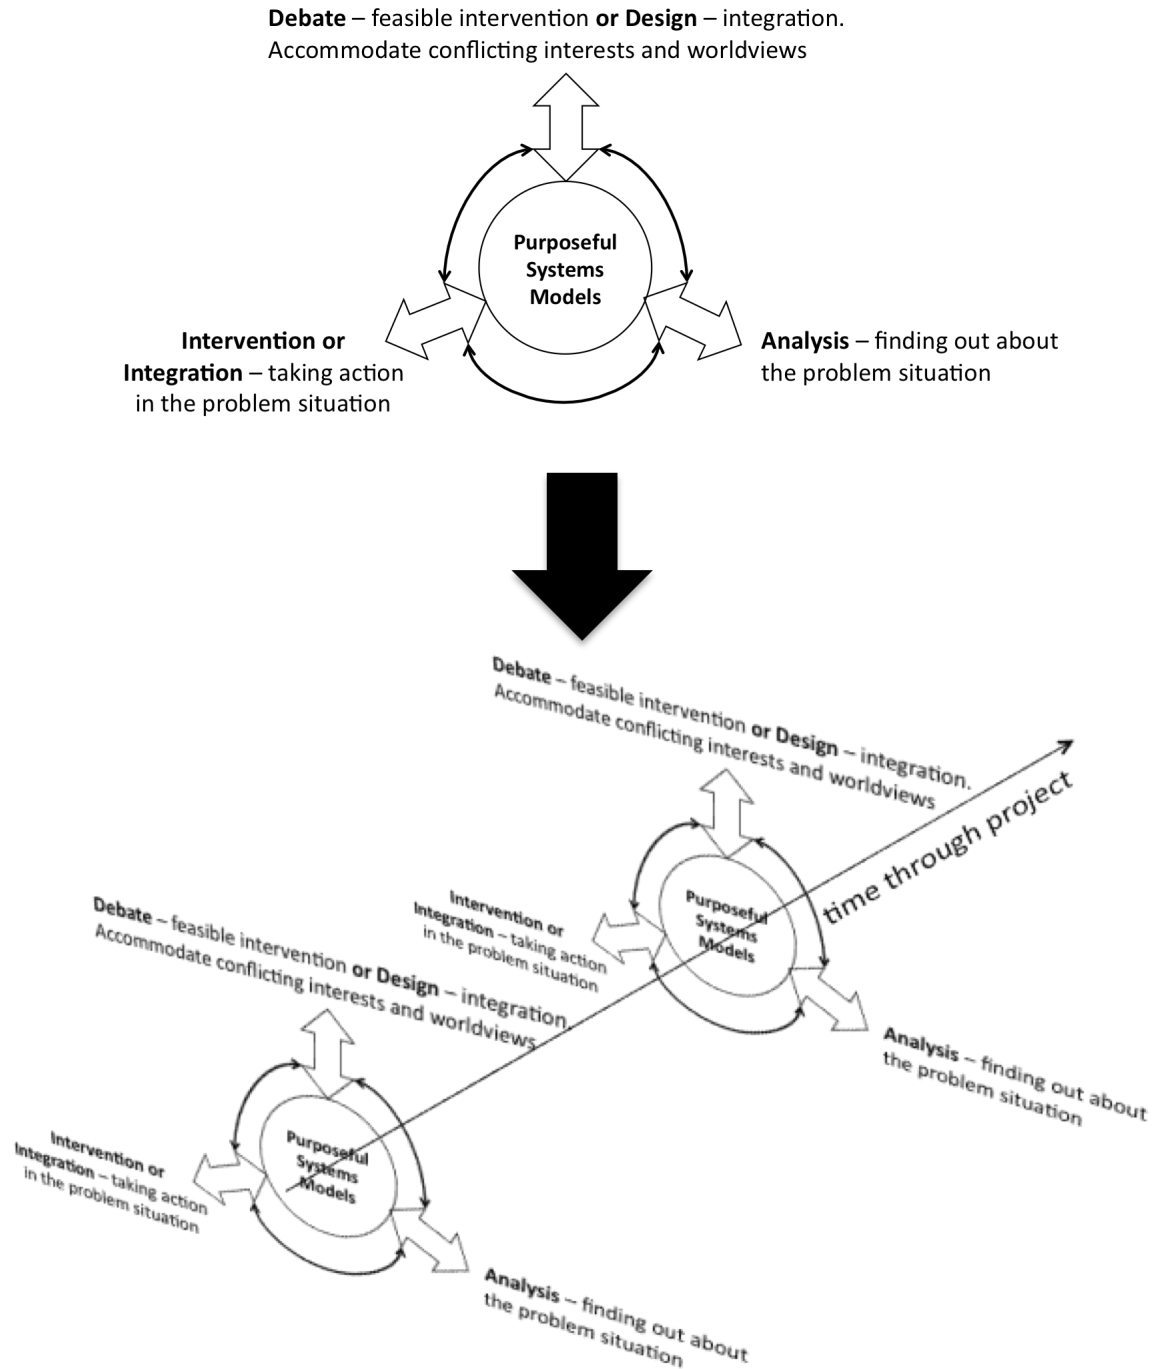 Debate – feasible intervention or Design – integration.
Accommodate conflicting interests and worldviews
Purposeful
Systems
Models
Intervention or
Integration – taking action
in the problem situation
Analysis – finding out about
the problem situation
Debate – feasible intervention or Design – integration.
Accommodate conflicting interests and worldviews
time through project
Purposeful
Systems
Models
Intervention or
Integration – taking action
in the problem situation
Analysis – finding out about
the problem situation
Debate – feasible intervention or Design – integration.
Accommodate conflicting interests and worldviews
Purposeful
Systems
Models
Intervention or
Integration – taking action
in the problem situation
Analysis – finding out about
the problem situation